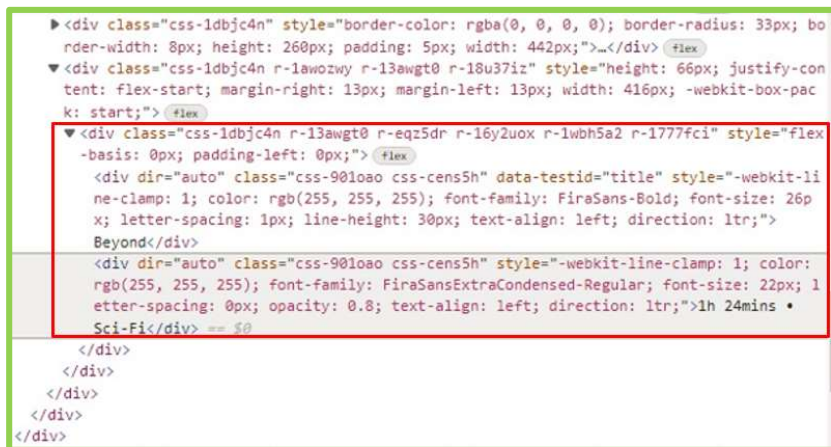 ▶<div class="css-1dbjc4n" style="border-color: rgba(0, 0, 0, 0); border-radius: 33px; bo
rder-width: 8px; height: 260px; padding: 5px; width: 442px;">…</div> flex
▼<div class="css-1dbjc4n r-1awozwy r-13awgt0 r-18u37iz" style="height: 66px; justify-con
tent: flex-start; margin-right: 13px; margin-left: 13px; width: 416px; -webkit-box-pac
k: start;"> flex
▼<div class="css-1dbjc4n r-13awgt0 r-eqz5dr r-16y2uox r-1wbh5a2 r-1777fci" style="flex
-basis: 0px; padding-left: 0px;"> flex
<div dir="auto" class="css-901oao css-cens5h" data-testid="title" style="-webkit-li
ne-clamp: 1; color: rgb(255, 255, 255); font-family: FiraSans-Bold; font-size: 26p
x; letter-spacing: 1px; line-height: 30px; text-align: left; direction: ltr;">
Beyond</div>
<div dir="auto" class="css-901oao css-cens5h" style="-webkit-line-clamp: 1; color:
rgb(255, 255, 255); font-family: FiraSansExtraCondensed-Regular; font-size: 22px; l
etter-spacing: 0px; opacity: 0.8; text-align: left; direction: ltr;">1h 24mins •
Sci-Fi</div> == $0
</div>
</div>
</div>
</div>
</div>